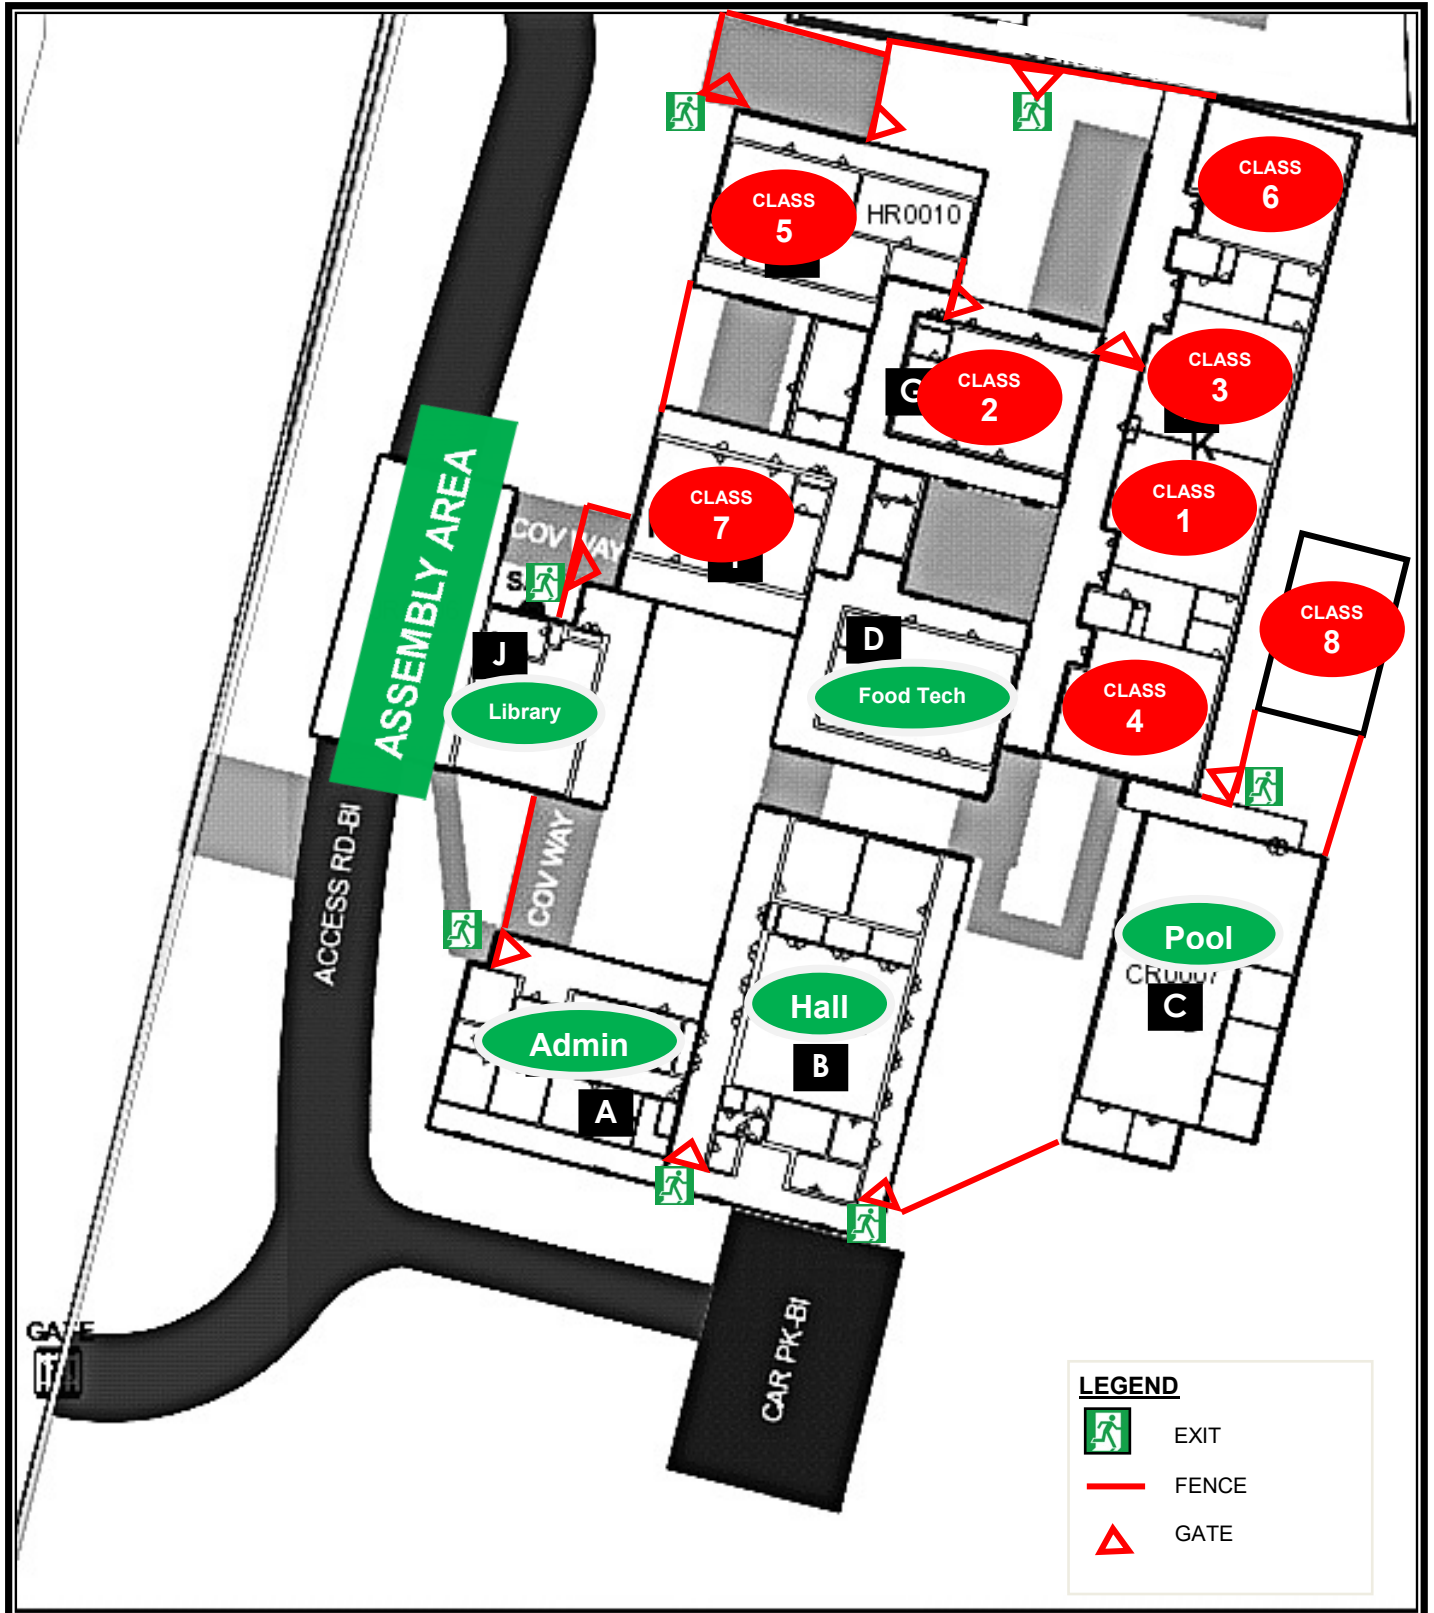 CLASS
6
CLASS
5
HR0010
CLASS
3
CLASS
2
G
K
CLASS
1
CLASS
7
ASSEMBLY AREA
COV WAY
S
CLASS
8
J
Library
D
Food Tech
CLASS
4
ACCESS RD-BI
COV WAY
Pool
CR0007
C
Hall
B
Admin
A
GATE
CAR PK-BI
LEGEND
EXIT
FENCE
GATE